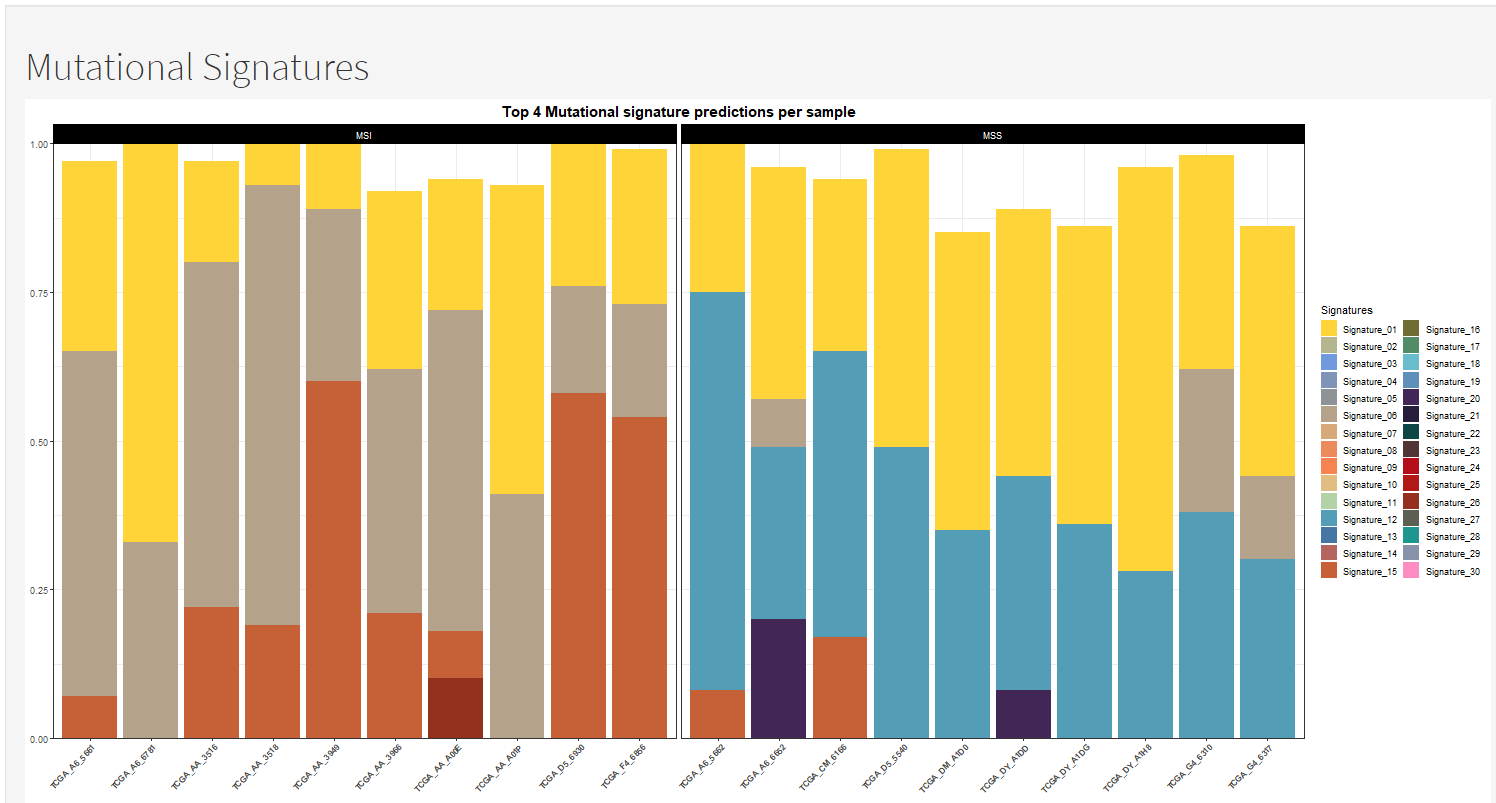 Mutational Signatures
Top 4 Mutational signature predictions per sample
MSI
MSS
1.00
0.75
0.50
0.25
0.00
TCGA_A6_5661
TCGA_A6_6781
TCGA_AA_3516
TCGA_AA_3518
TCGA_AA_3949
TCGA_AA_3966
TCGA_AA_A00E
TCGA_AA_A01P
TCGA_D5_6930
TCGA_F4_6856
TCGA_A6_5662
TCGA_A6_6652
TCGA_CM_6166
TCGA_D5_5540
TCGA_DM_A1D0
TCGA_DY_A1DD
TCGA_DY_A1DG
TCGA_DY_A1H8
TCGA_G4_6310
TCGA_G4_6317
Signatures
Signature_01
Signature_02
Signature_03
Signature_04
Signature_05
Signature_06
Signature_07
Signature_08
Signature_09
Signature_10
Signature_11
Signature_12
Signature_13
Signature_14
Signature_15
Signature_16
Signature_17
Signature_18
Signature_19
Signature_20
Signature_21
Signature_22
Signature_23
Signature_24
Signature_25
Signature_26
Signature_27
Signature_28
Signature_29
Signature_30